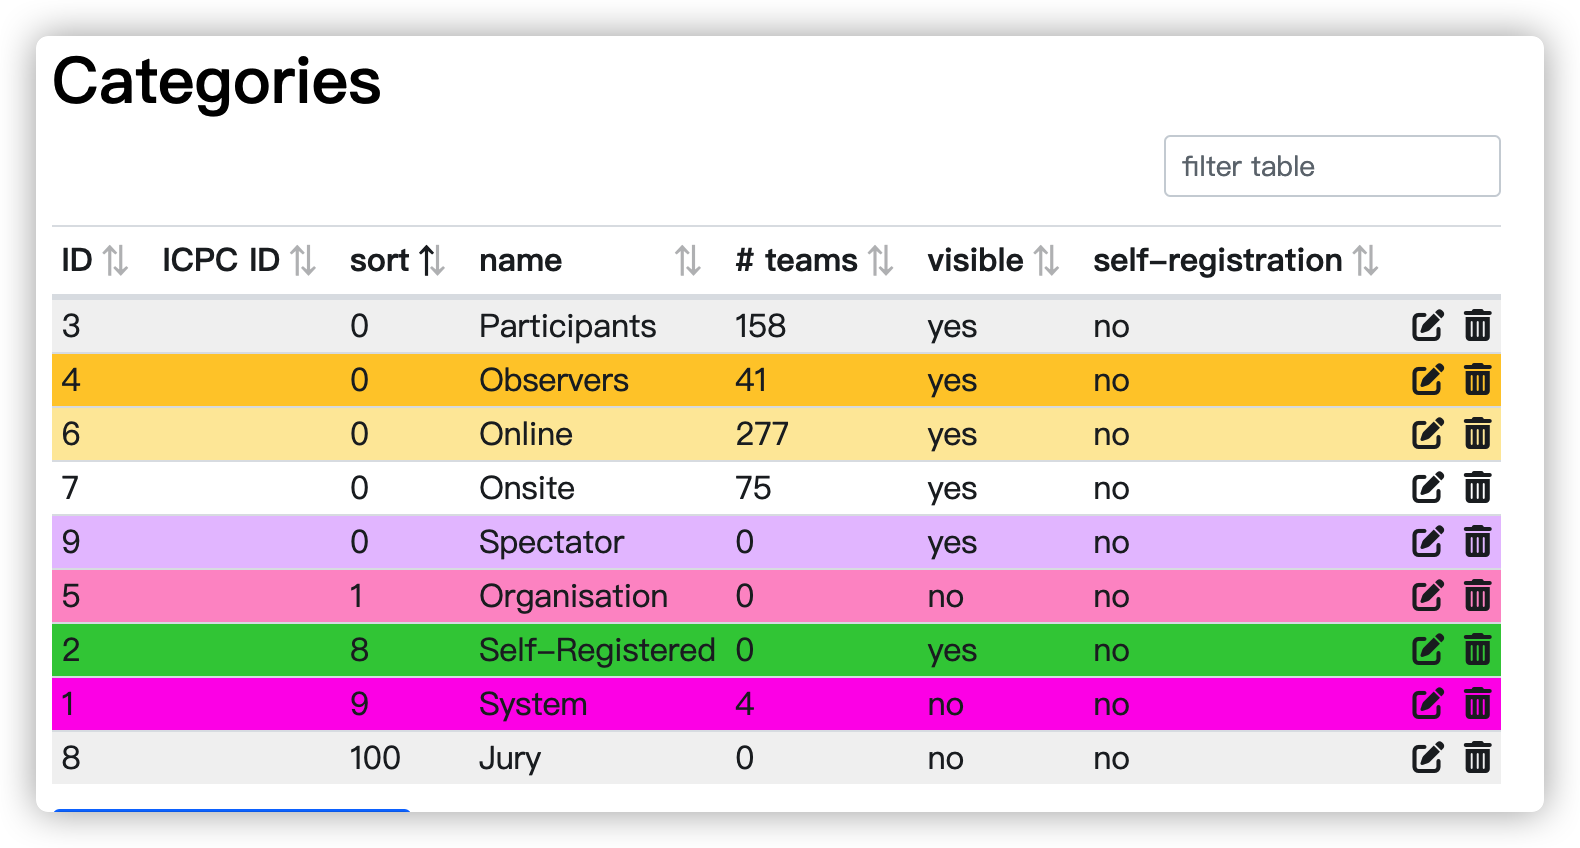 Categories
filter table
ID ICPC ID sort name # teams visible self-registration
3 0 Participants 158 yes no
4 0 Observers 41 yes no
6 0 Online 277 yes no
7 0 Onsite 75 yes no
9 0 Spectator 0 yes no
5 1 Organisation 0 no no
2 8 Self-Registered 0 yes no
1 9 System 4 no no
8 100 Jury 0 no no